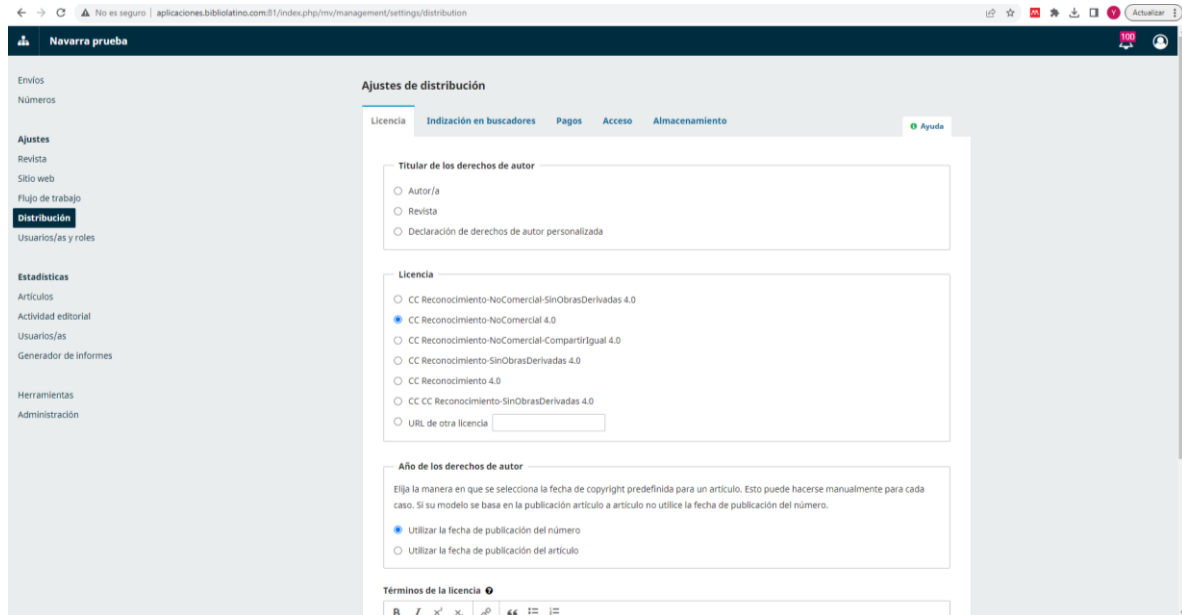 No es seguro | aplicaciones.bibliolatino.com:81/index.php/mv/management/settings/distribution
Y
Actualizar
Navarra prueba
100
Envíos
Números
Ajustes
Revista
Sitio web
Flujo de trabajo
Distribución
Usuarios/as y roles
Estadísticas
Artículos
Actividad editorial
Usuarios/as
Generador de informes
Herramientas
Administración
Ajustes de distribución
Licencia Indización en buscadores Pagos Acceso Almacenamiento
Ayuda
Titular de los derechos de autor
Autor/a
Revista
Declaración de derechos de autor personalizada
Licencia
CC Reconocimiento-NoComercial-SinObrasDerivadas 4.0
CC Reconocimiento-NoComercial 4.0
CC Reconocimiento-NoComercial-CompartirIgual 4.0
CC Reconocimiento-SinObrasDerivadas 4.0
CC Reconocimiento 4.0
CC CC Reconocimiento-SinObrasDerivadas 4.0
URL de otra licencia
Año de los derechos de autor
Elija la manera en que se selecciona la fecha de copyright predefinida para un artículo. Esto puede hacerse manualmente para cada
caso. Si su modelo se basa en la publicación artículo a artículo no utilice la fecha de publicación del número.
Utilizar la fecha de publicación del número
Utilizar la fecha de publicación del artículo
Términos de la licencia
B I x² x₂